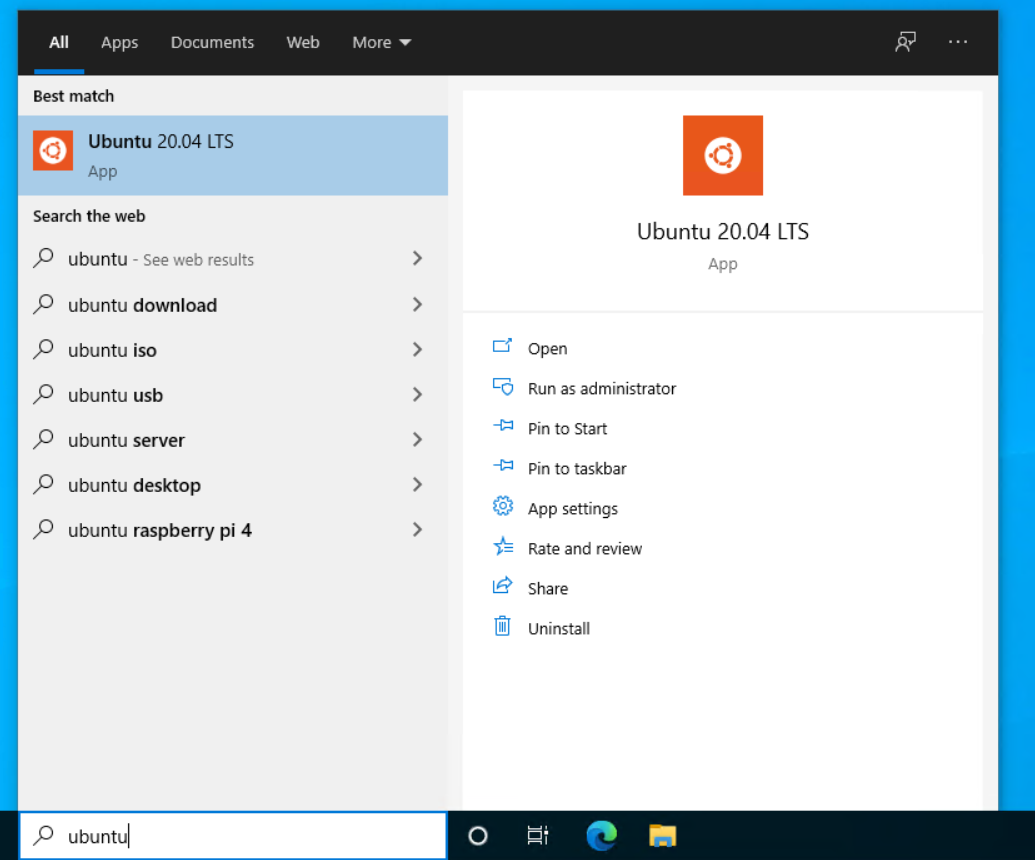 All Apps Documents Web More
Best match
Ubuntu 20.04 LTS
App
Search the web
ubuntu - See web results
ubuntu download
ubuntu iso
ubuntu usb
ubuntu server
ubuntu desktop
ubuntu raspberry pi 4
Ubuntu 20.04 LTS
App
Open
Run as administrator
Pin to Start
Pin to taskbar
App settings
Rate and review
Share
Uninstall
ubuntu